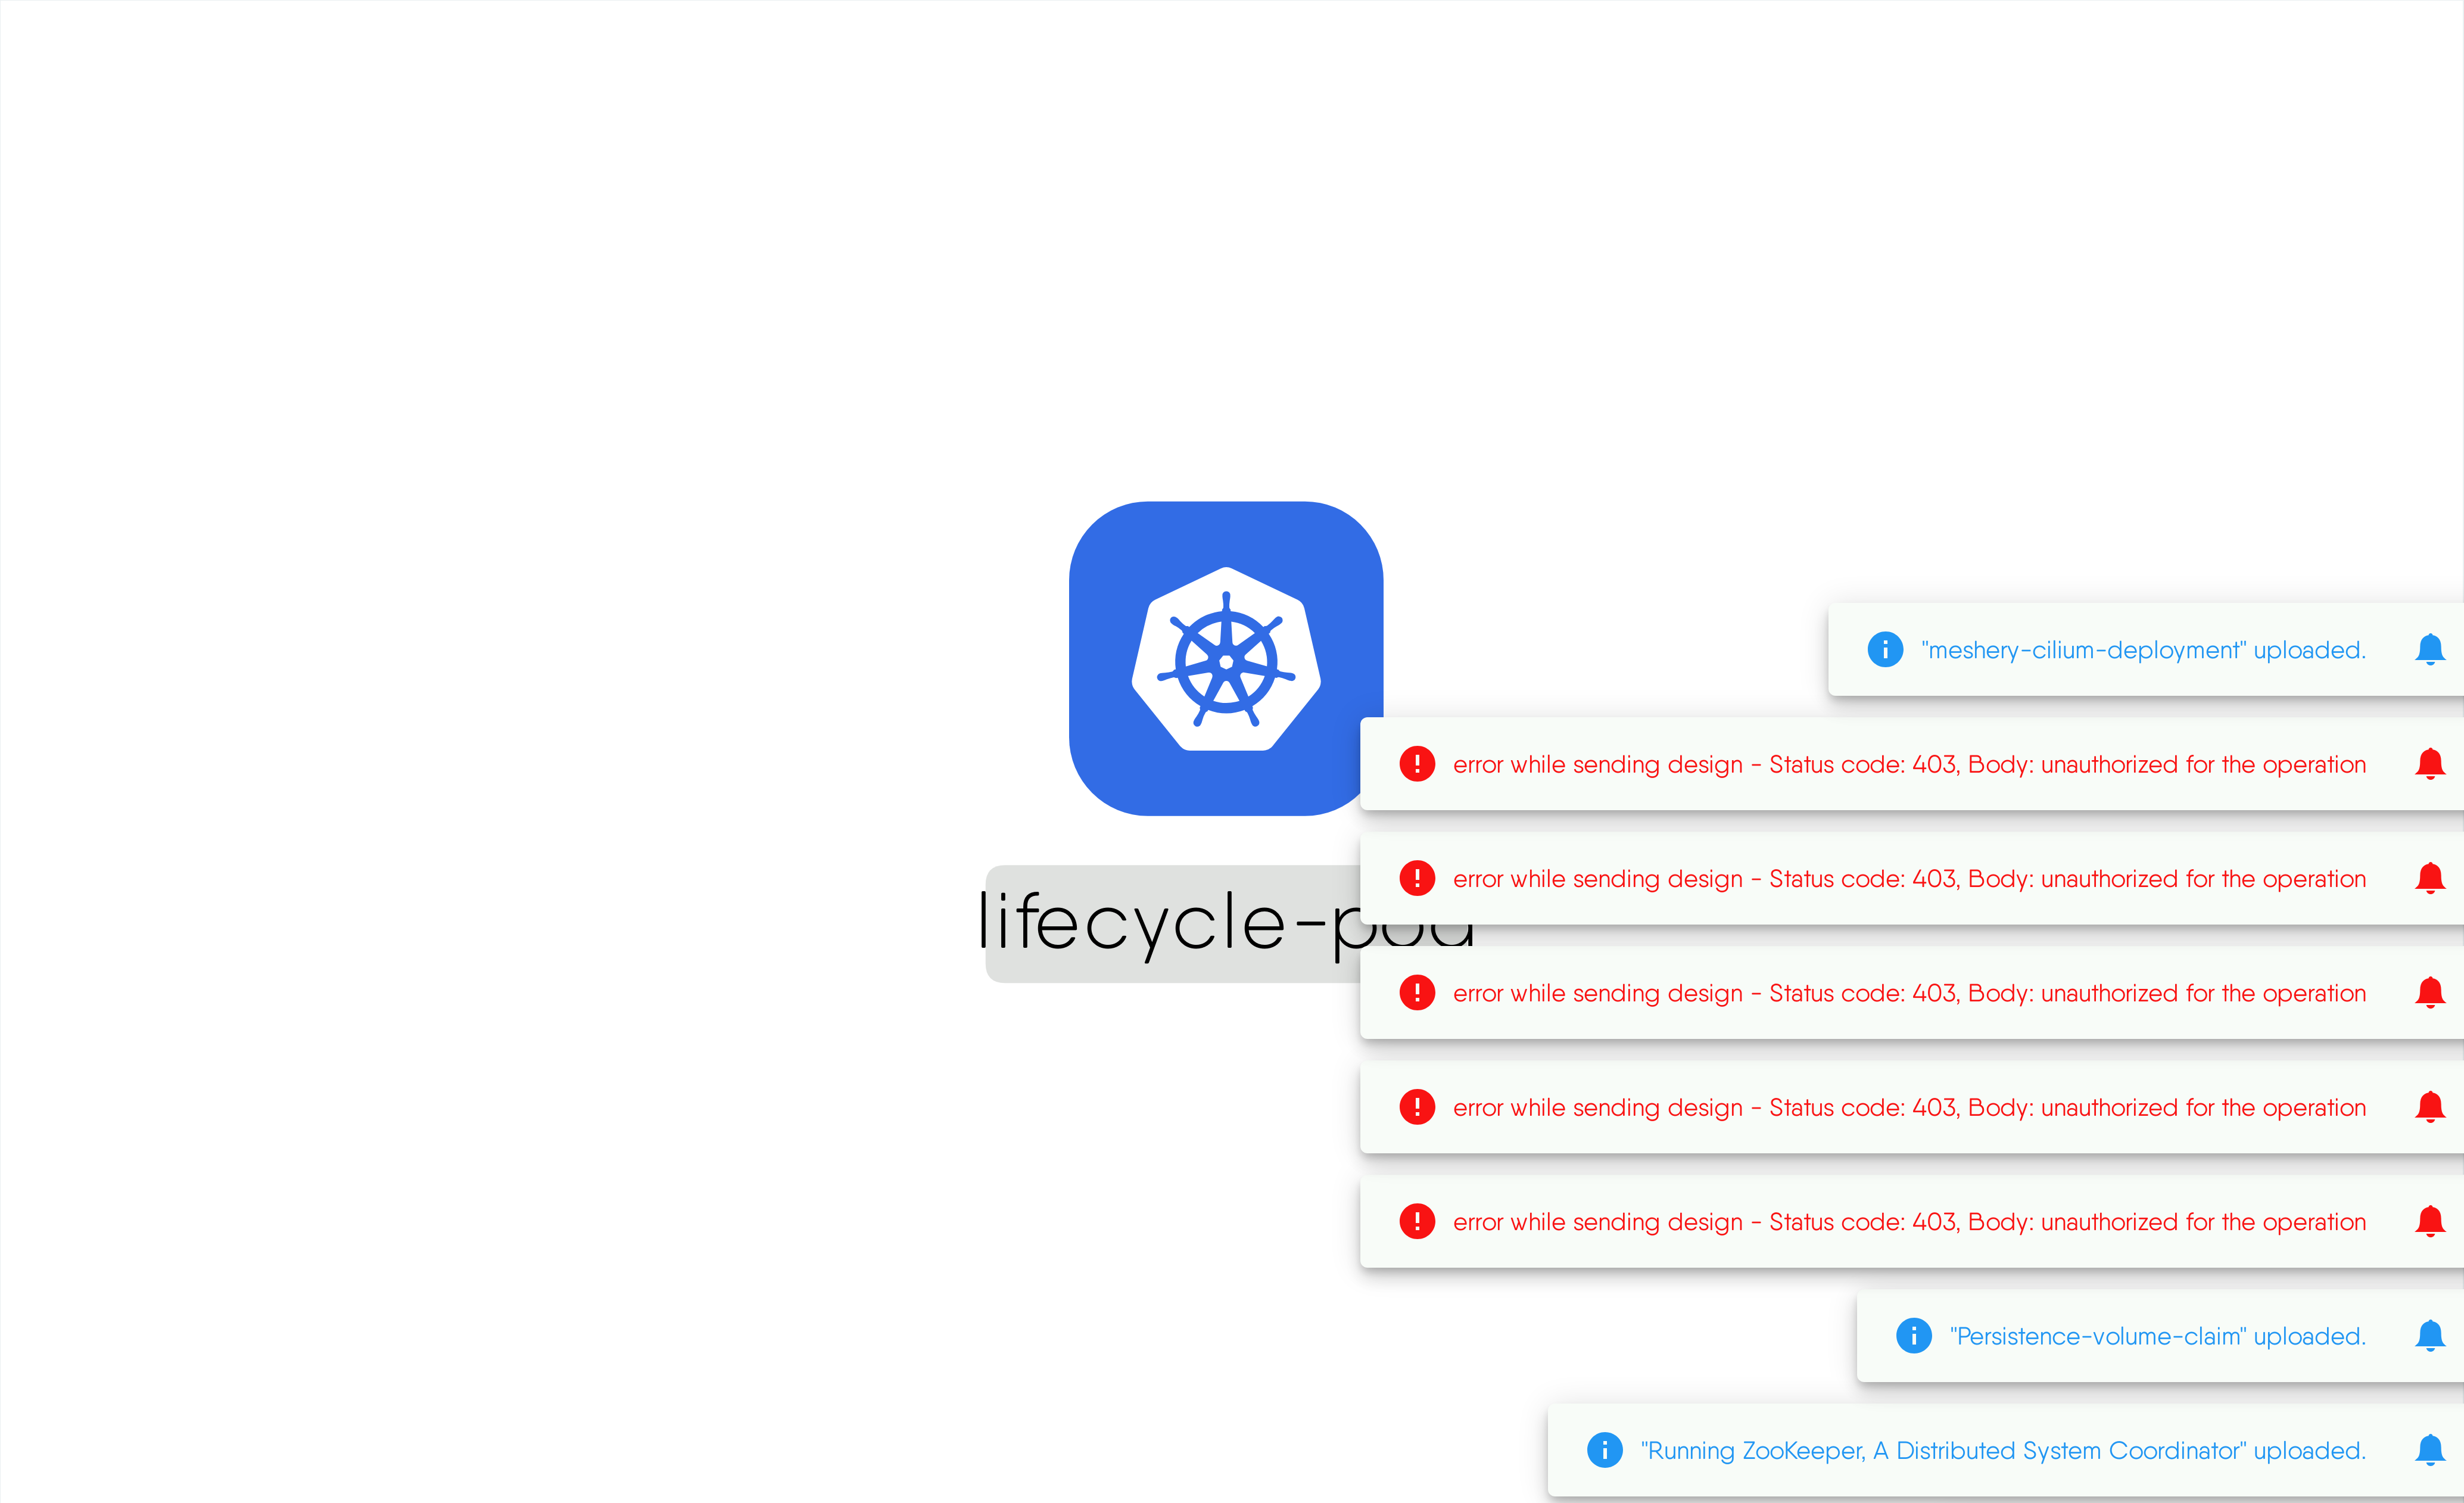 "meshery-cilium-deployment" uploaded.
error while sending design - Status code: 403, Body: unauthorized for the operation
error while sending design - Status code: 403, Body: unauthorized for the operation
lifecycle-pod
error while sending design - Status code: 403, Body: unauthorized for the operation
error while sending design - Status code: 403, Body: unauthorized for the operation
error while sending design - Status code: 403, Body: unauthorized for the operation
"Persistence-volume-claim" uploaded.
"Running ZooKeeper, A Distributed System Coordinator" uploaded.